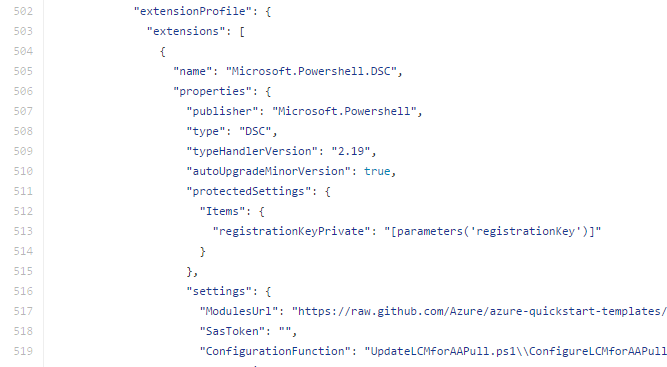 502 "extensionProfile": {
503 "extensions": [
504 {
505 "name": "Microsoft.Powershell.DSC",
506 "properties": {
507 "publisher": "Microsoft.Powershell",
508 "type": "DSC",
509 "typeHandlerVersion": "2.19",
510 "autoUpgradeMinorVersion": true,
511 "protectedSettings": {
512 "Items": {
513 "registrationKeyPrivate": "[parameters('registrationKey')]"
514 }
515 },
516 "settings": {
517 "ModulesUrl": "https://raw.github.com/Azure/azure-quickstart-templates/
518 "SasToken": "",
519 "ConfigurationFunction": "UpdateLCMforAAPull.ps1\\ConfigureLCMforAAPull